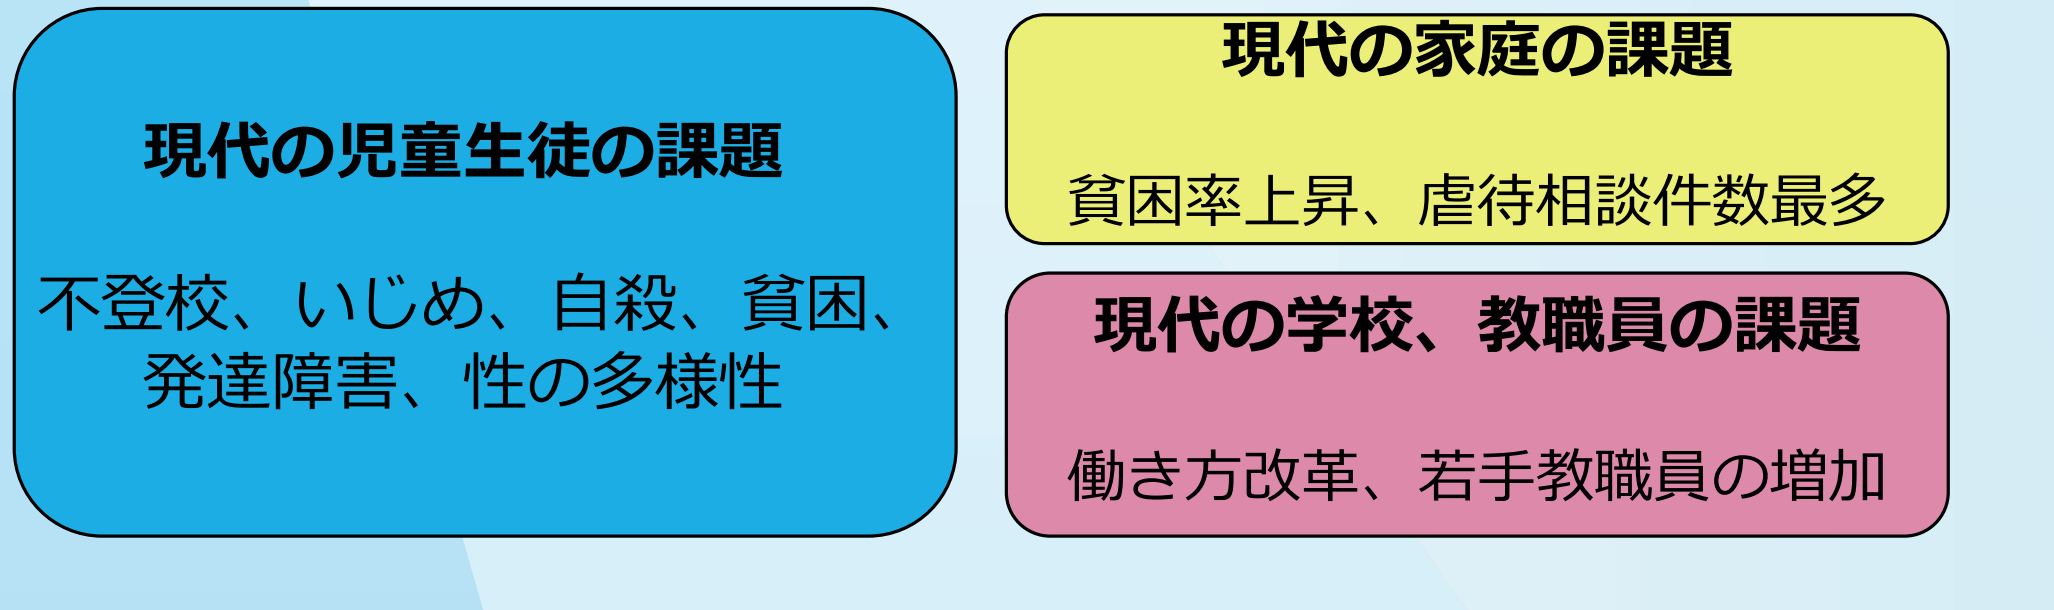 現代の児童生徒の課題
不登校、いじめ、自殺、貧困、
発達障害、性の多様性
現代の家庭の課題
貧困率上昇、虐待相談件数最多
現代の学校、教職員の課題
働き方改革、若手教職員の増加